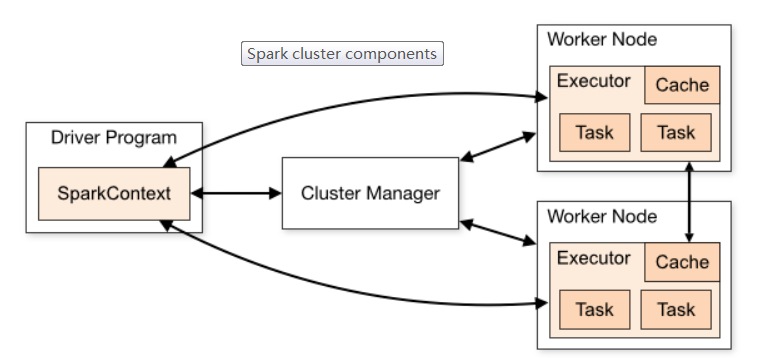 Spark cluster components
Driver Program
SparkContext
Cluster Manager
Worker Node
Executor
Cache
Task
Task
Worker Node
Executor
Cache
Task
Task